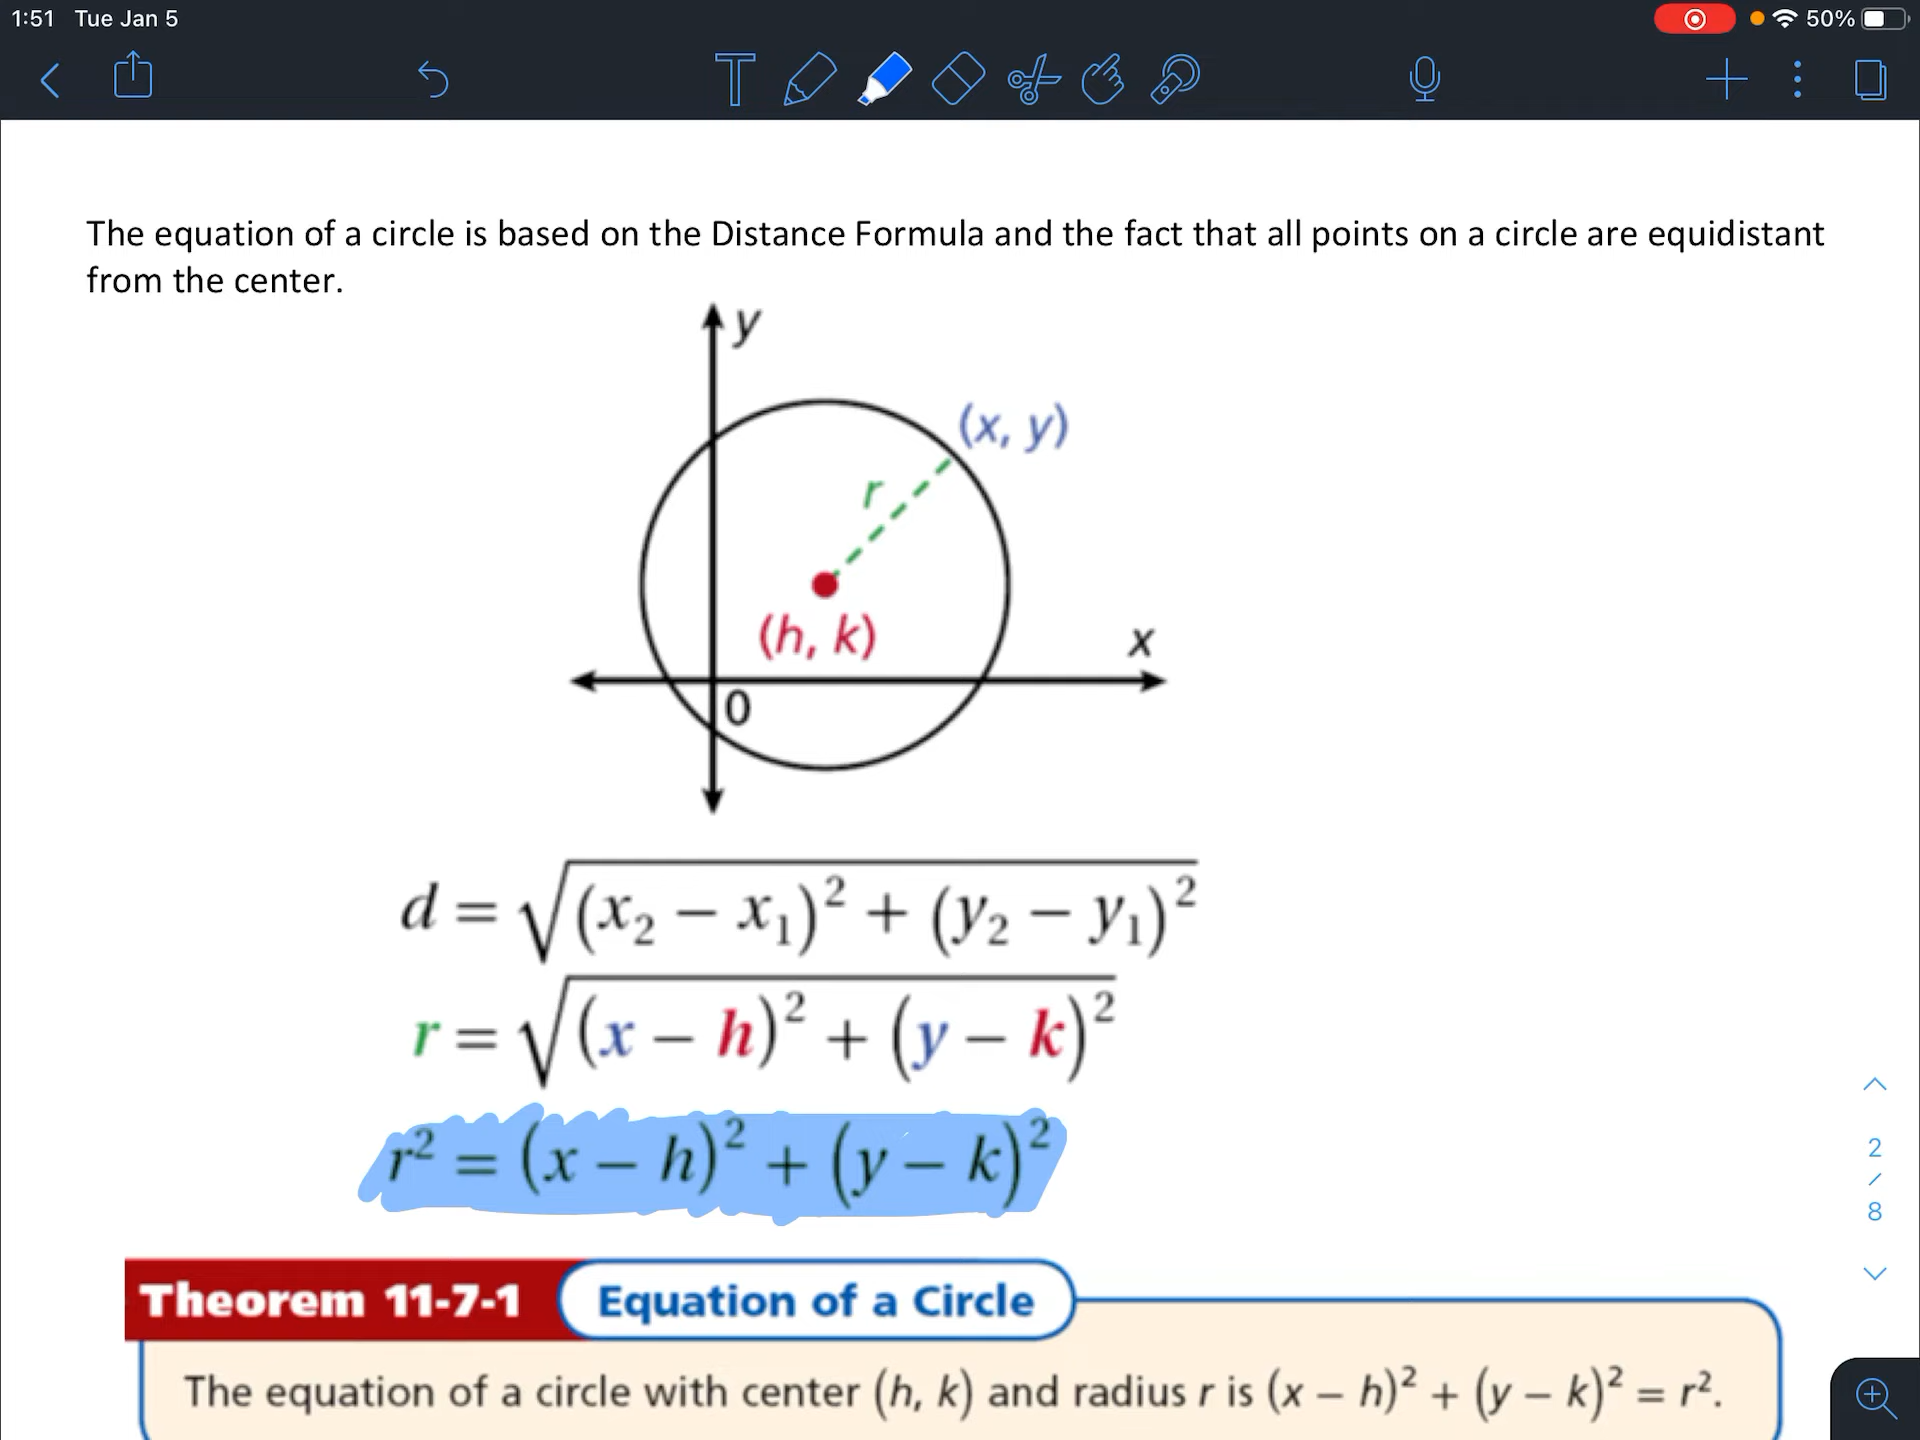 1:51 Tue Jan 5 50%
The equation of a circle is based on the Distance Formula and the fact that all points on a circle are equidistant
from the center.
y
(x, y)
r
(h, k)
x
0
d = √(x₂ − x₁)² + (y₂ − y₁)²
r = √(x − h)² + (y − k)²
r² = (x − h)² + (y − k)²
2
/
8
Theorem 11-7-1 Equation of a Circle
The equation of a circle with center (h, k) and radius r is (x − h)² + (y − k)² = r².